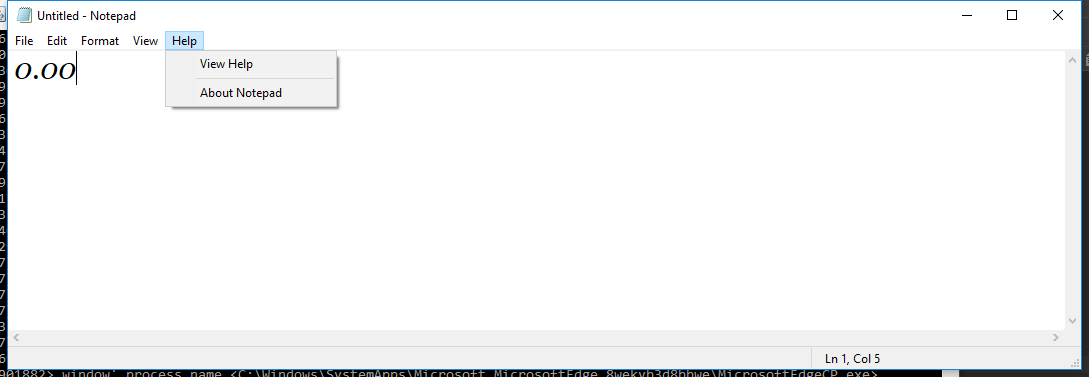 Untitled - Notepad
File Edit Format View Help
0.00
View Help
About Notepad
Ln 1, Col 5
001882> window' process name <C:\Windows\SystemApps\Microsoft.MicrosoftEdge_8wekyb3d8bbwe\MicrosoftEdgeCP.exe>